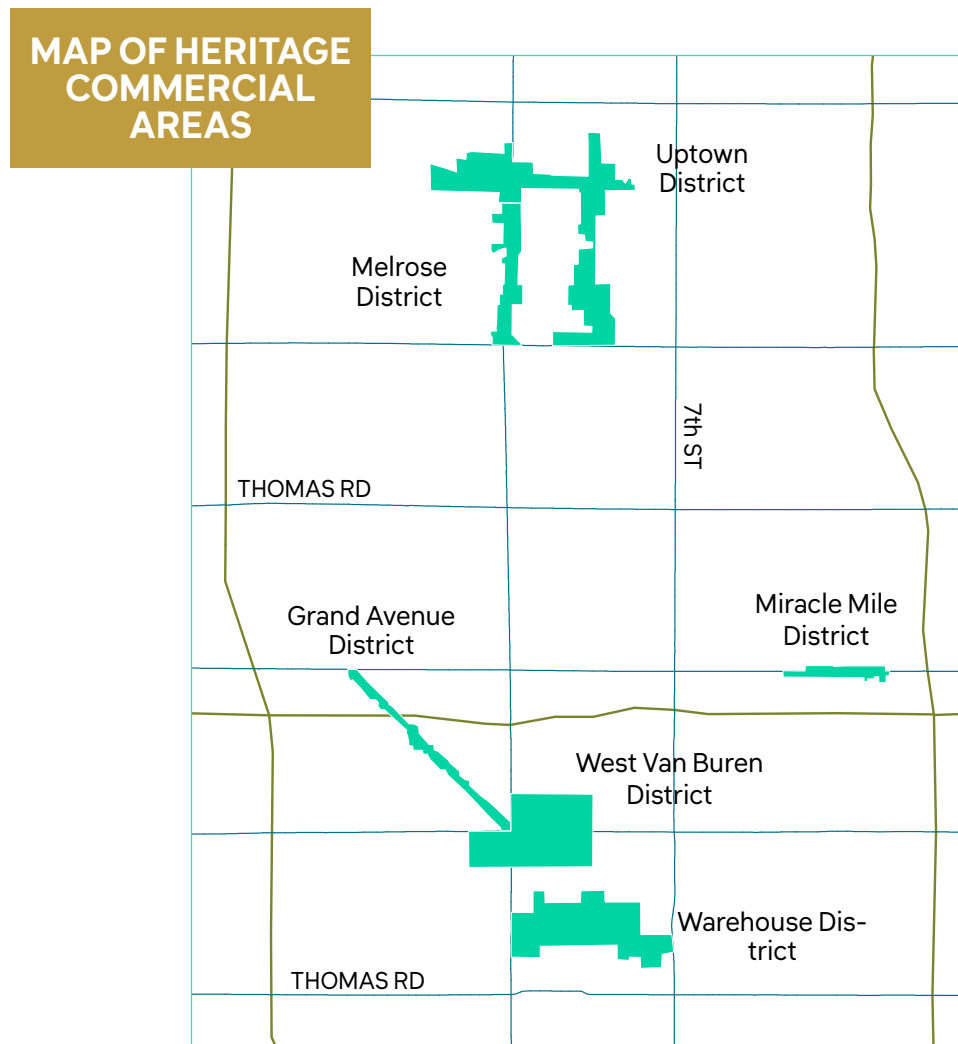 MAP OF HERITAGE
COMMERCIAL
AREAS
Uptown
District
Melrose
District
7th ST
THOMAS RD
Grand Avenue
District
Miracle Mile
District
West Van Buren
District
Warehouse Dis-
trict
THOMAS RD